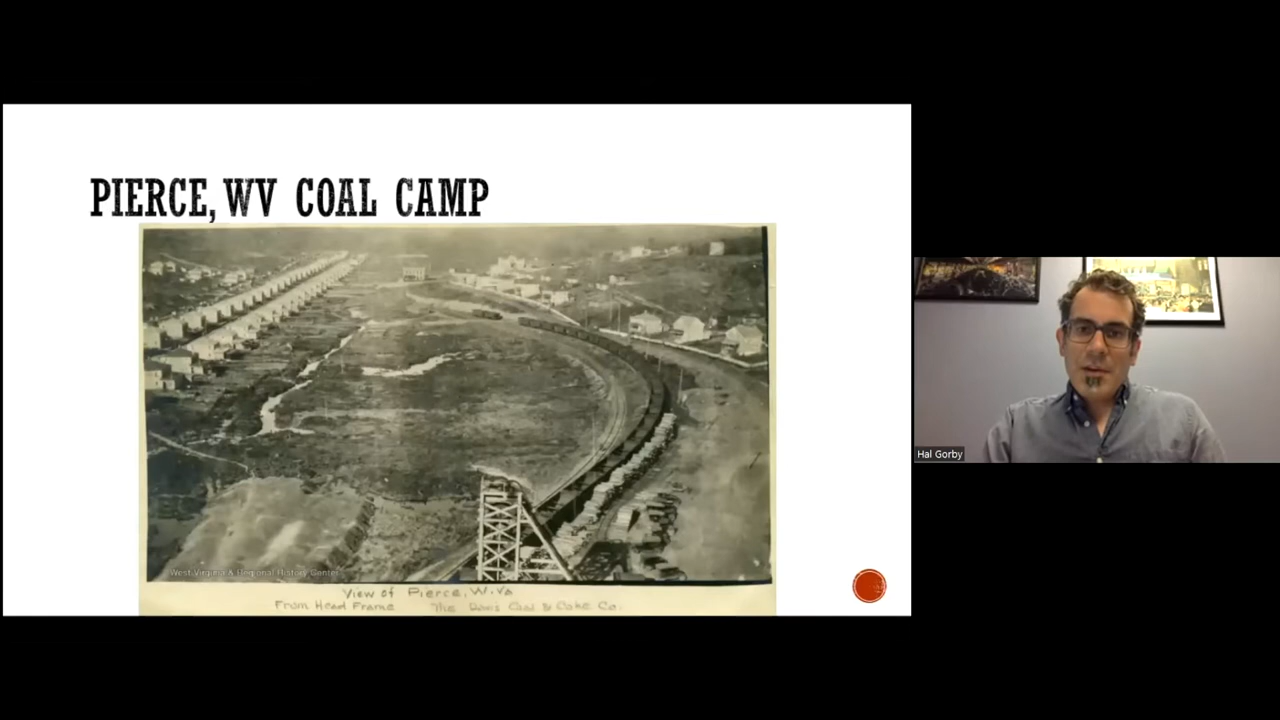 PIERCE, WV COAL CAMP
West Virginia & Regional History Center
View of Pierce, W.Va
From Head Frame The Davis Coal & Coke Co.
Hal Gorby